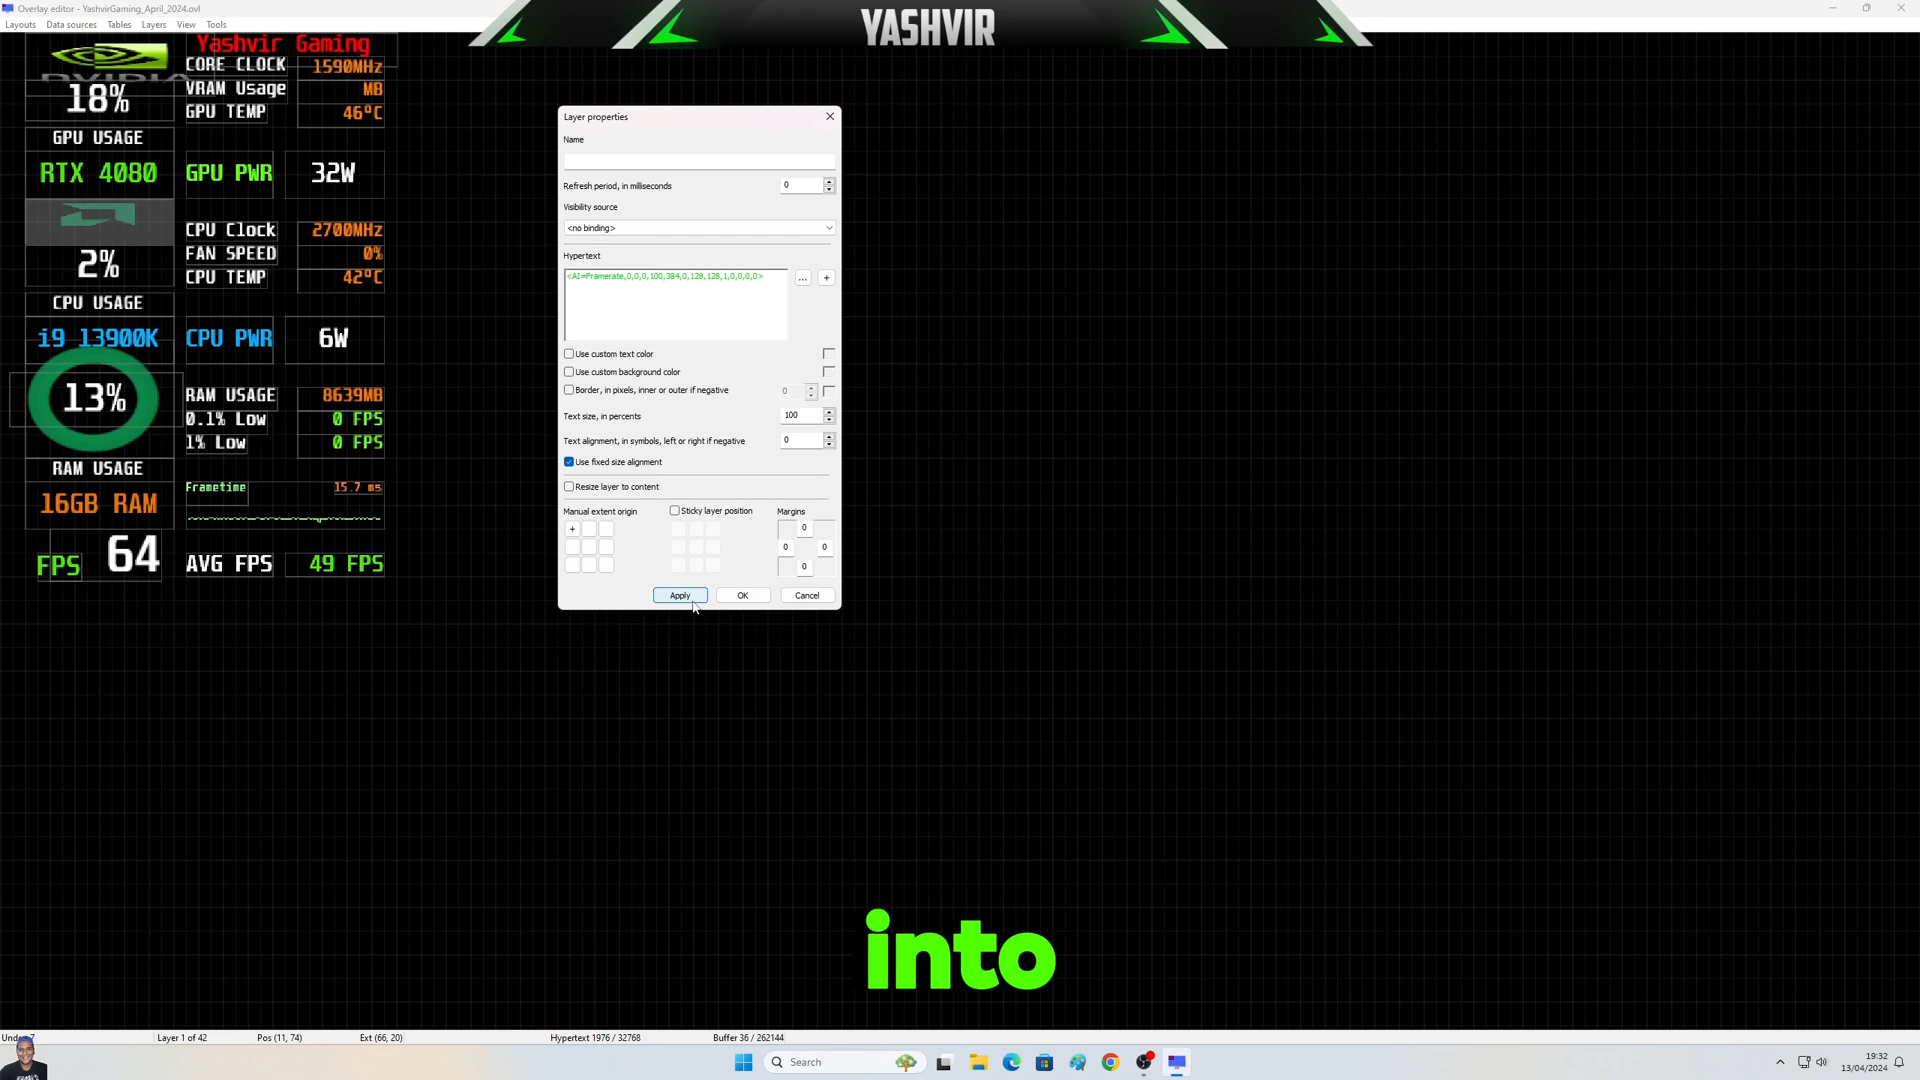 Overlay editor - YashvirGaming_April_2024.ovl
Layouts Data sources Tables Layers View Tools
YASHVIR
Yashvir Gaming
NVIDIA
CORE CLOCK 1590MHz
18%
VRAM Usage MB
GPU TEMP 46°C
GPU USAGE
RTX 4080 GPU PWR 32W
CPU Clock 2700MHz
FAN SPEED 0%
2%
CPU TEMP 42°C
CPU USAGE
i9 13900K CPU PWR 6W
13%
RAM USAGE 8639MB
0.1% Low 0 FPS
1% Low 0 FPS
RAM USAGE
Frametime 15.7 ms
16GB RAM
FPS 64 AVG FPS 49 FPS
Layer properties
Name
Refresh period, in milliseconds 0
Visibility source
<no binding>
Hypertext
<AI=Framerate,0,0,0,100,384,0,128,128,1,0,0,0,0>
... +
Use custom text color
Use custom background color
Border, in pixels, inner or outer if negative 0
Text size, in percents 100
Text alignment, in symbols, left or right if negative 0
Use fixed size alignment
Resize layer to content
Manual extent origin Sticky layer position Margins
+ 0
0 0
0
Apply OK Cancel
into
Layer 1 of 42 Pos (11, 74) Ext (66, 20) Hypertext 1976 / 32768 Buffer 36 / 262144
Search
19:32
13/04/2024